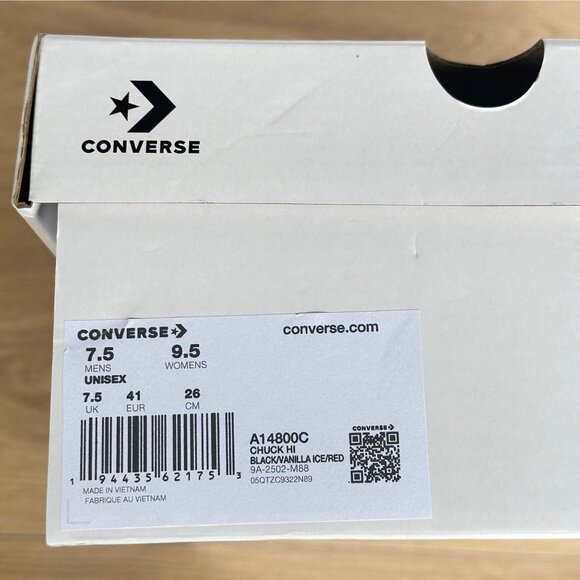 CONVERSE
CONVERSE converse.com
7.5 9.5
MENS WOMENS
UNISEX
7.5 41 26
UK EUR CM
A14800C
CHUCK HI
BLACK/VANILLA ICE/RED
9A-2502-M88
05QTZC9322N89
CONVERSE
1 94435 62175 3
MADE IN VIETNAM
FABRIQUE AU VIETNAM